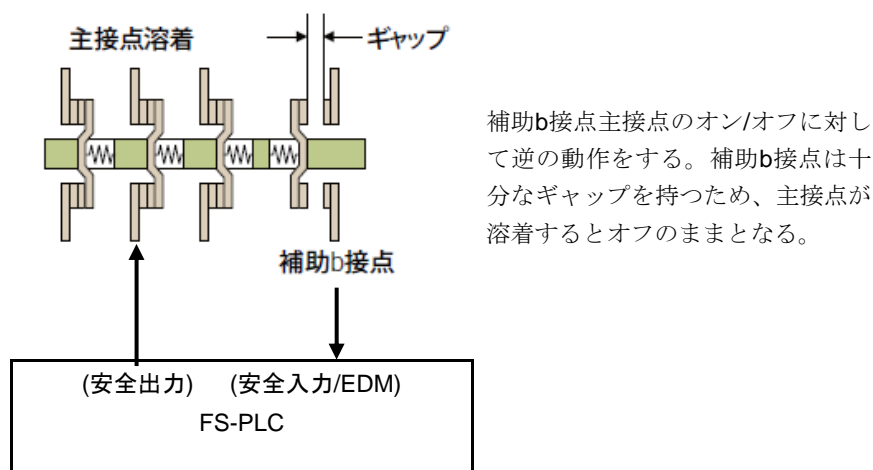 主接点溶着
ギャップ
補助b接点主接点のオン/オフに対し
て逆の動作をする。補助b接点は十
分なギャップを持つため、主接点が
溶着するとオフのままとなる。
補助b接点
(安全出力) (安全入力/EDM)
FS-PLC